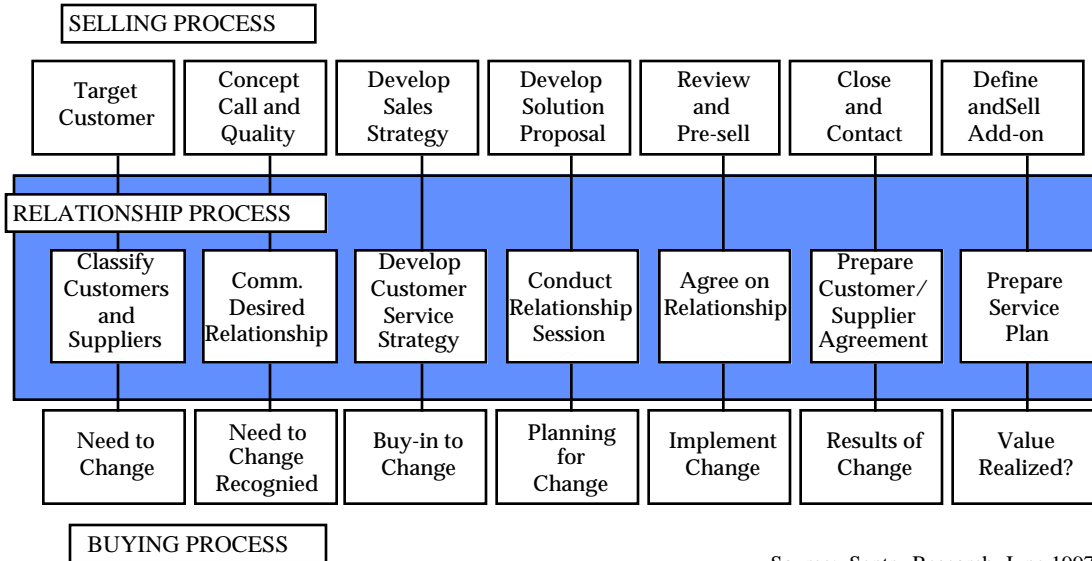 SELLING PROCESS
Target
Customer
Concept
Call and
Quality
Develop
Sales
Strategy
Develop
Solution
Proposal
Review
and
Pre-sell
Close
and
Contact
Define
andSell
Add-on
RELATIONSHIP PROCESS
Classify
Customers
and
Suppliers
Comm.
Desired
Relationship
Develop
Customer
Service
Strategy
Conduct
Relationship
Session
Agree on
Relationship
Prepare
Customer/
Supplier
Agreement
Prepare
Service
Plan
Need to
Change
Need to
Change
Recognied
Buy-in to
Change
Planning
for
Change
Implement
Change
Results of
Change
Value
Realized?
BUYING PROCESS
Research, June 1997